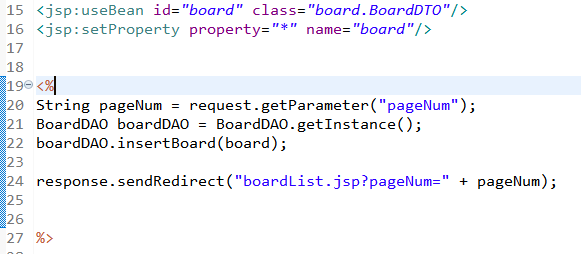 15 <jsp:useBean id="board" class="board.BoardDTO"/>
16 <jsp:setProperty property="*" name="board"/>
17
18
19 <%
20 String pageNum = request.getParameter("pageNum");
21 BoardDAO boardDAO = BoardDAO.getInstance();
22 boardDAO.insertBoard(board);
23
24 response.sendRedirect("boardList.jsp?pageNum=" + pageNum);
25
26
27 %>